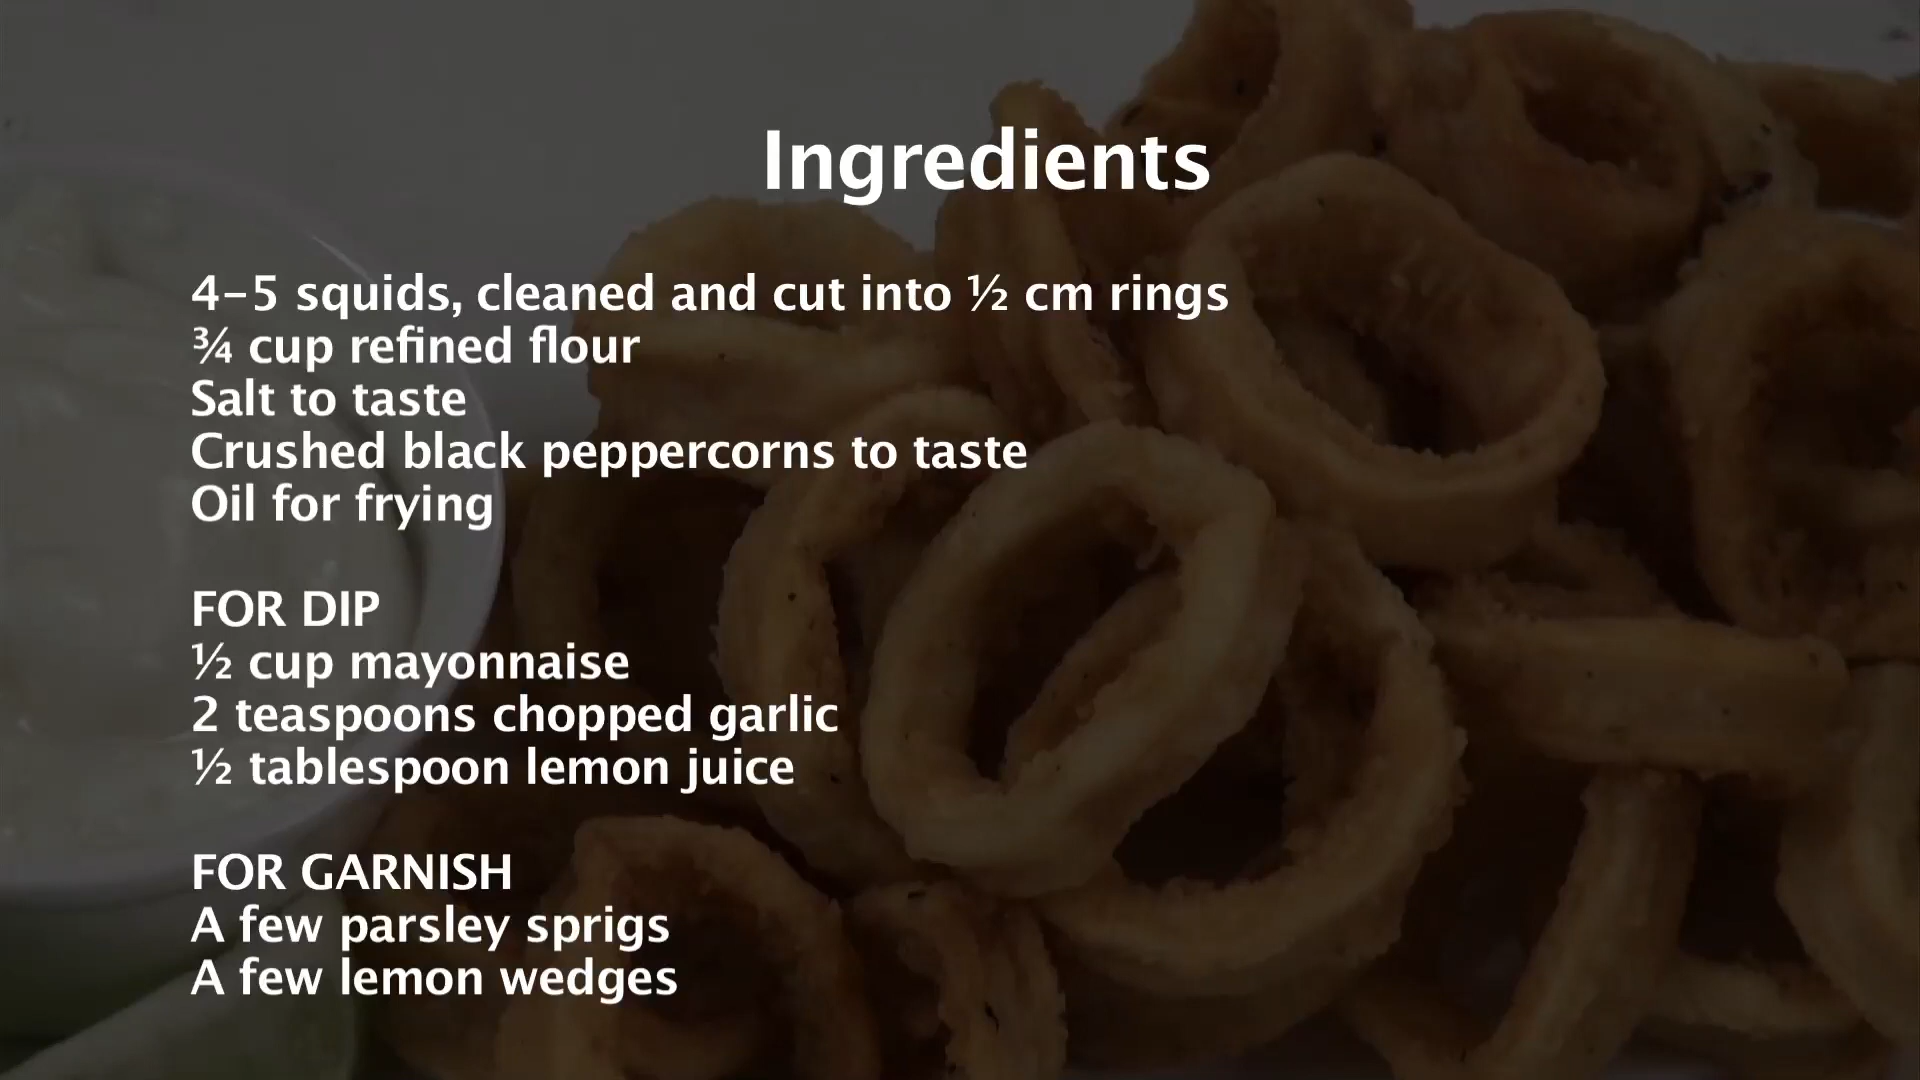 Ingredients
4-5 squids, cleaned and cut into ½ cm rings
¾ cup refined flour
Salt to taste
Crushed black peppercorns to taste
Oil for frying
FOR DIP
½ cup mayonnaise
2 teaspoons chopped garlic
½ tablespoon lemon juice
FOR GARNISH
A few parsley sprigs
A few lemon wedges